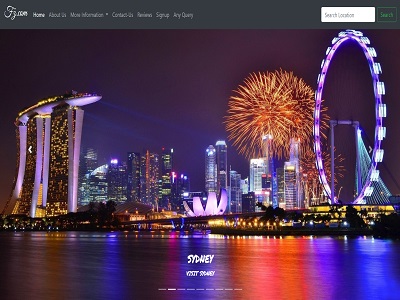 Fz.com Home About Us More Information Contact-Us Reviews Signup Any Query Search Location Search
SYDNEY
VISIT SYDNEY